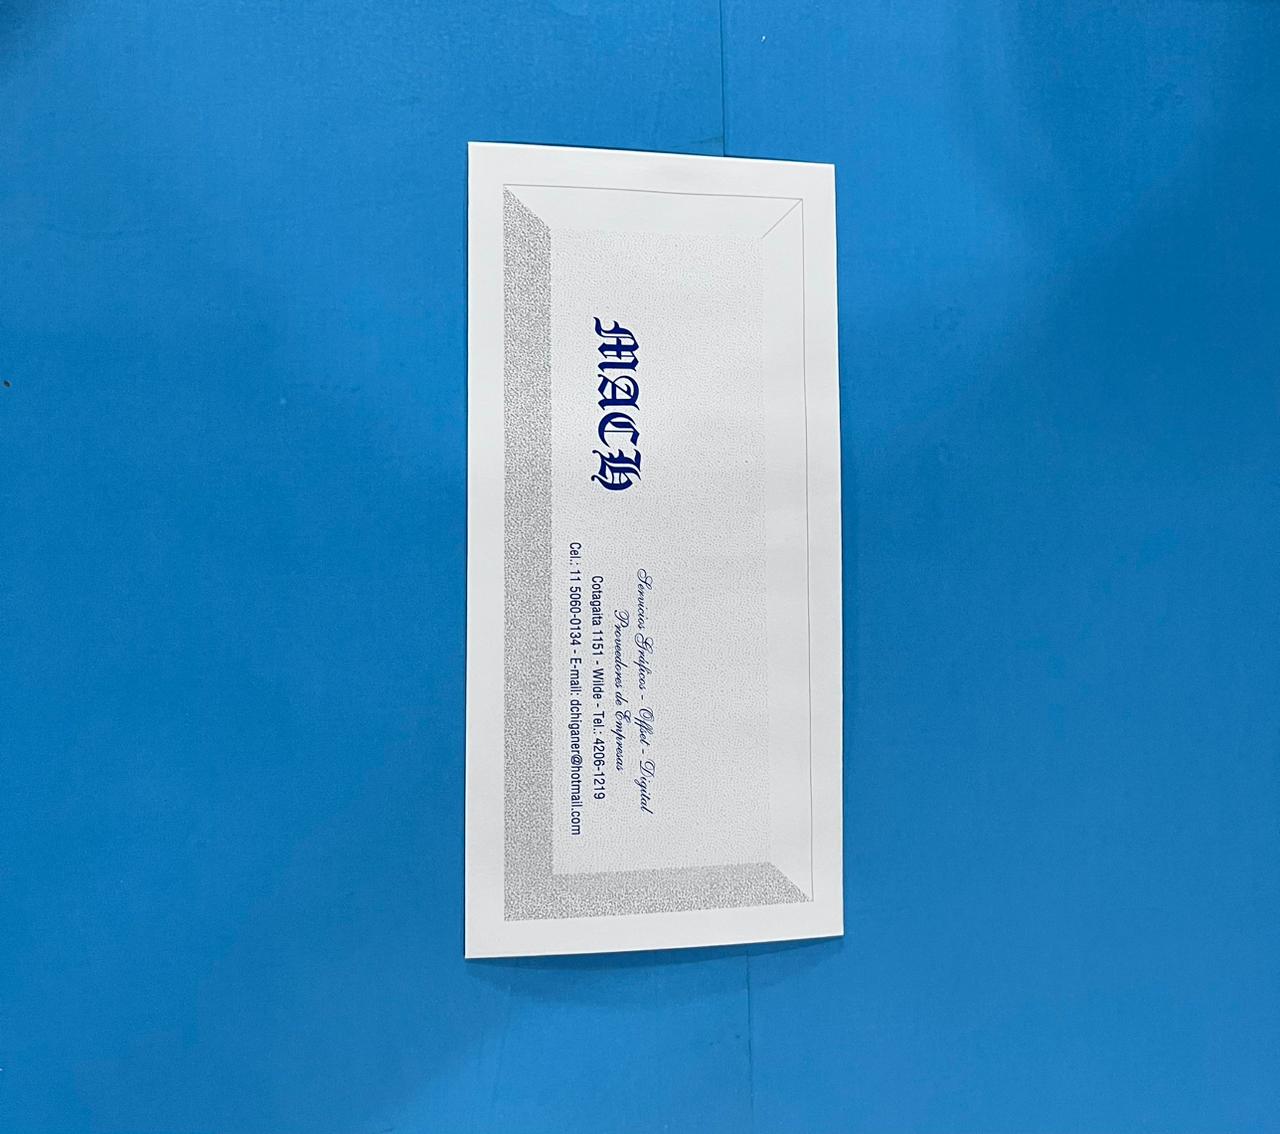 MACH
Servicios Gráficos - Offset - Digital
Proveedores de Empresas
Cotagaita 1151 - Wilde - Tel.: 4206-1219
Cel.: 11 5060-0134 - E-mail: dchiganer@hotmail.com